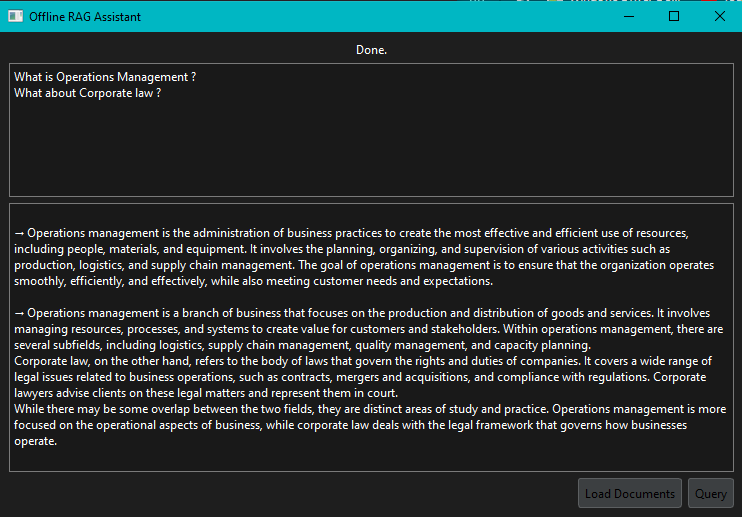 Offline RAG Assistant
Done.
What is Operations Management ?
What about Corporate law ?
→ Operations management is the administration of business practices to create the most effective and efficient use of resources,
including people, materials, and equipment. It involves the planning, organizing, and supervision of various activities such as
production, logistics, and supply chain management. The goal of operations management is to ensure that the organization operates
smoothly, efficiently, and effectively, while also meeting customer needs and expectations.
→ Operations management is a branch of business that focuses on the production and distribution of goods and services. It involves
managing resources, processes, and systems to create value for customers and stakeholders. Within operations management, there are
several subfields, including logistics, supply chain management, quality management, and capacity planning.
Corporate law, on the other hand, refers to the body of laws that govern the rights and duties of companies. It covers a wide range of
legal issues related to business operations, such as contracts, mergers and acquisitions, and compliance with regulations. Corporate
lawyers advise clients on these legal matters and represent them in court.
While there may be some overlap between the two fields, they are distinct areas of study and practice. Operations management is more
focused on the operational aspects of business, while corporate law deals with the legal framework that governs how businesses
operate.
Load Documents
Query